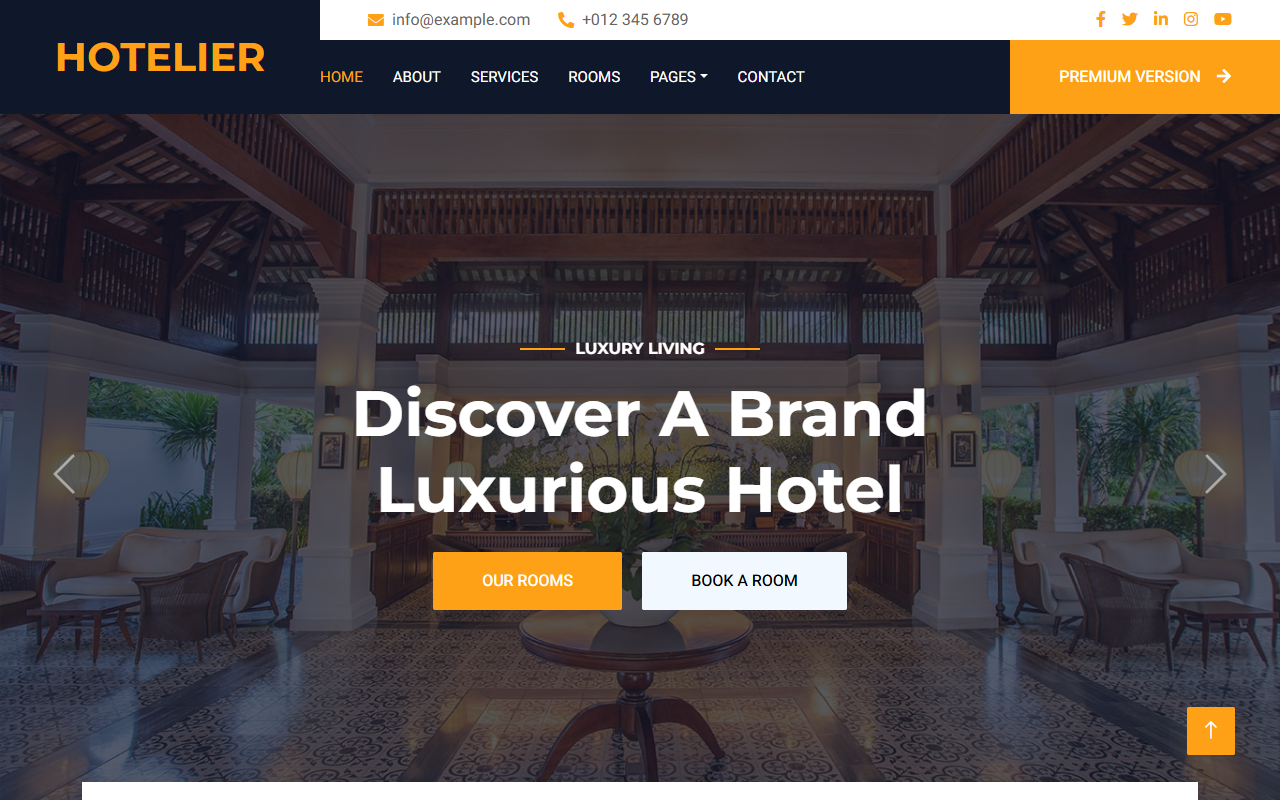 HOTELIER
info@example.com +012 345 6789
HOME ABOUT SERVICES ROOMS PAGES CONTACT
PREMIUM VERSION
LUXURY LIVING
Discover A Brand
Luxurious Hotel
OUR ROOMS
BOOK A ROOM